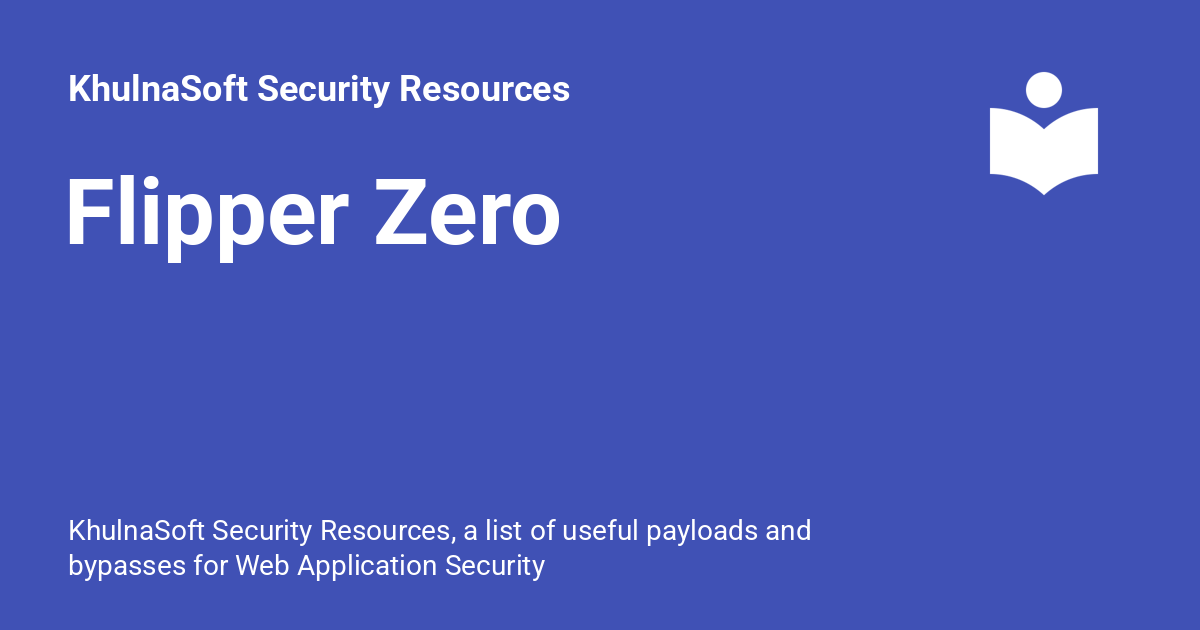 KhulnaSoft Security Resources
Flipper Zero
KhulnaSoft Security Resources, a list of useful payloads and
bypasses for Web Application Security